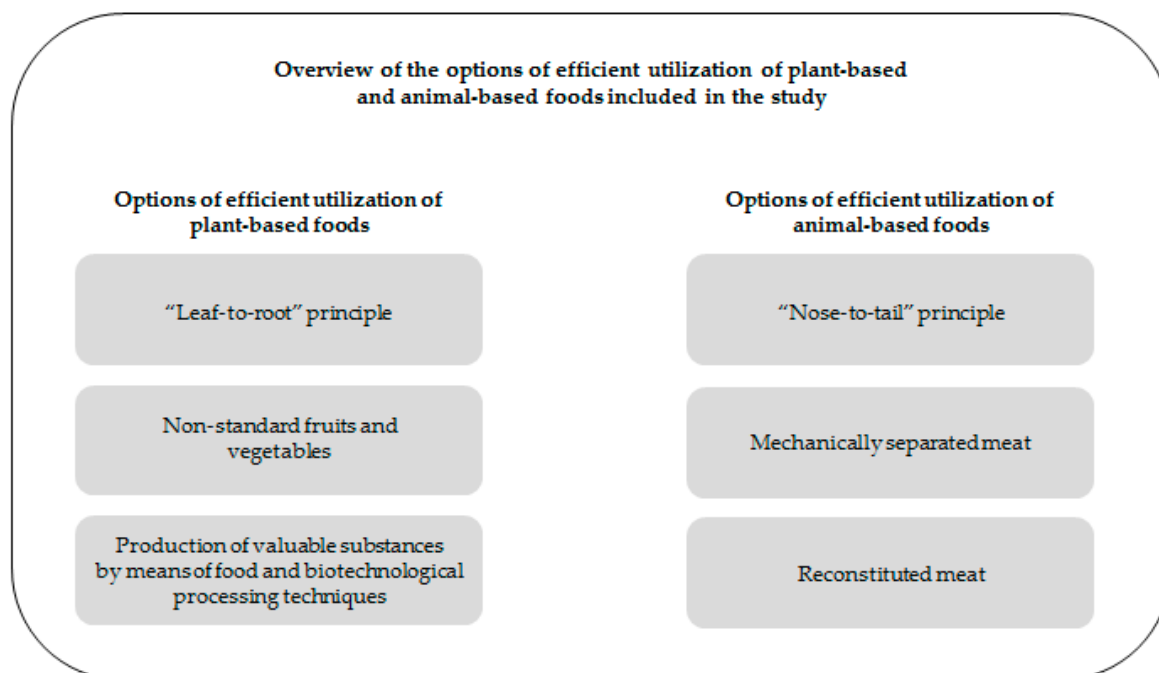 Overview of the options of efficient utilization of plant-based
and animal-based foods included in the study
Options of efficient utilization of
plant-based foods
“Leaf-to-root” principle
Non-standard fruits and
vegetables
Production of valuable substances
by means of food and biotechnological
processing techniques
Options of efficient utilization of
animal-based foods
“Nose-to-tail” principle
Mechanically separated meat
Reconstituted meat